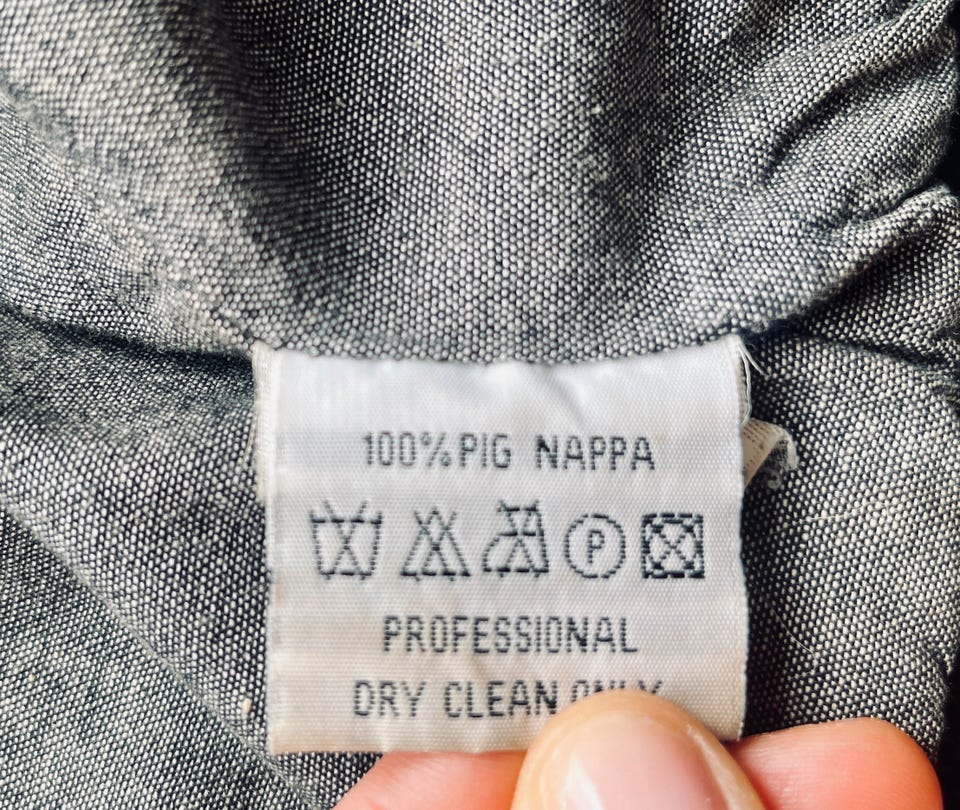 100% PIG NAPPA
P
PROFESSIONAL
DRY CLEAN ONLY